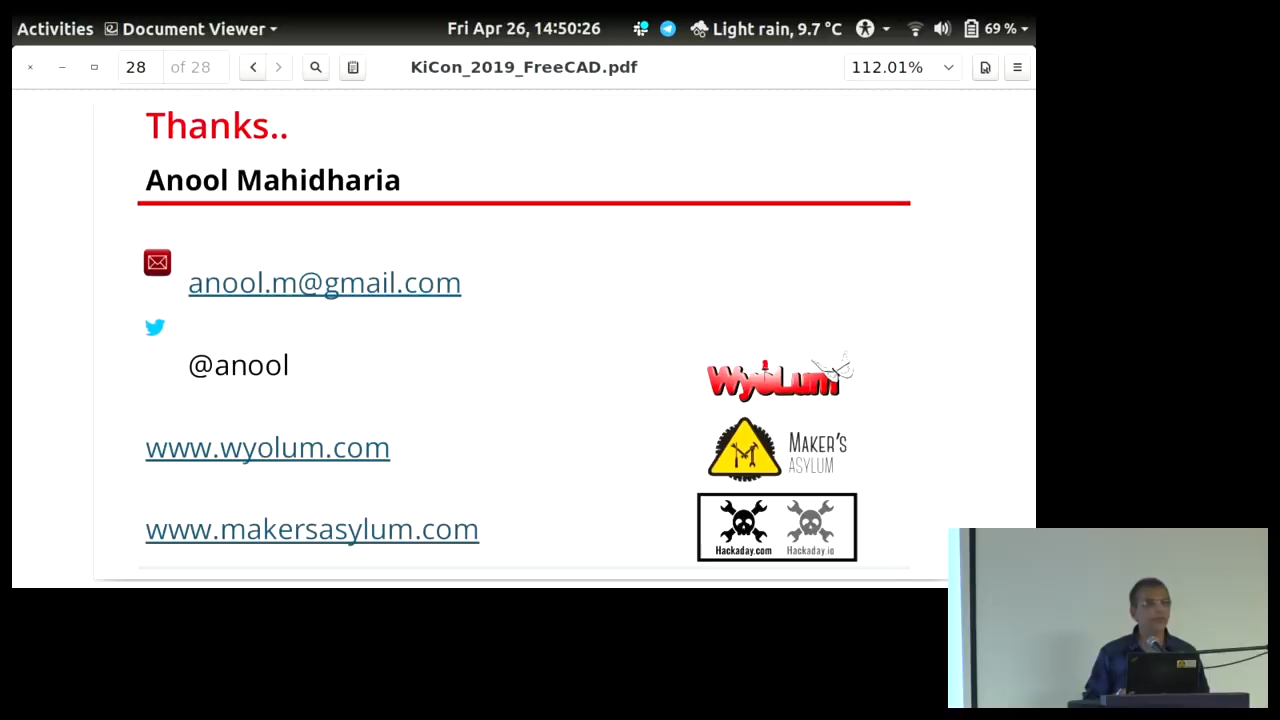 Activities Document Viewer Fri Apr 26, 14:50:26 Light rain, 9.7 °C 69 %
28 of 28 KiCon_2019_FreeCAD.pdf 112.01%
Thanks..
Anool Mahidharia
anool.m@gmail.com
@anool
WyoLum
www.wyolum.com
MAKER'S
ASYLUM
www.makersasylum.com
Hackaday.com Hackaday.io